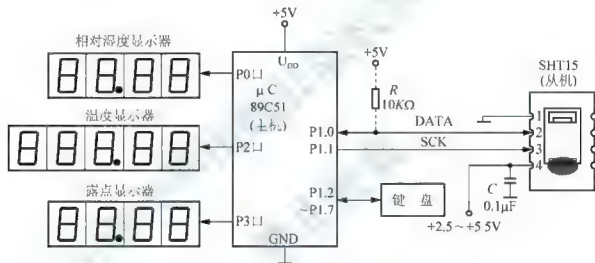 相对湿度显示器
P0口
温度显示器
P2口
露点显示器
P3口
+5V
U_DD
μC
89C51
(主机)
P1.0
P1.1
P1.2
~P1.7
GND
+5V
R
10KΩ
DATA
SCK
键 盘
SHT15
(从机)
1
2
3
4
C
0.1μF
+2.5~+5 5V